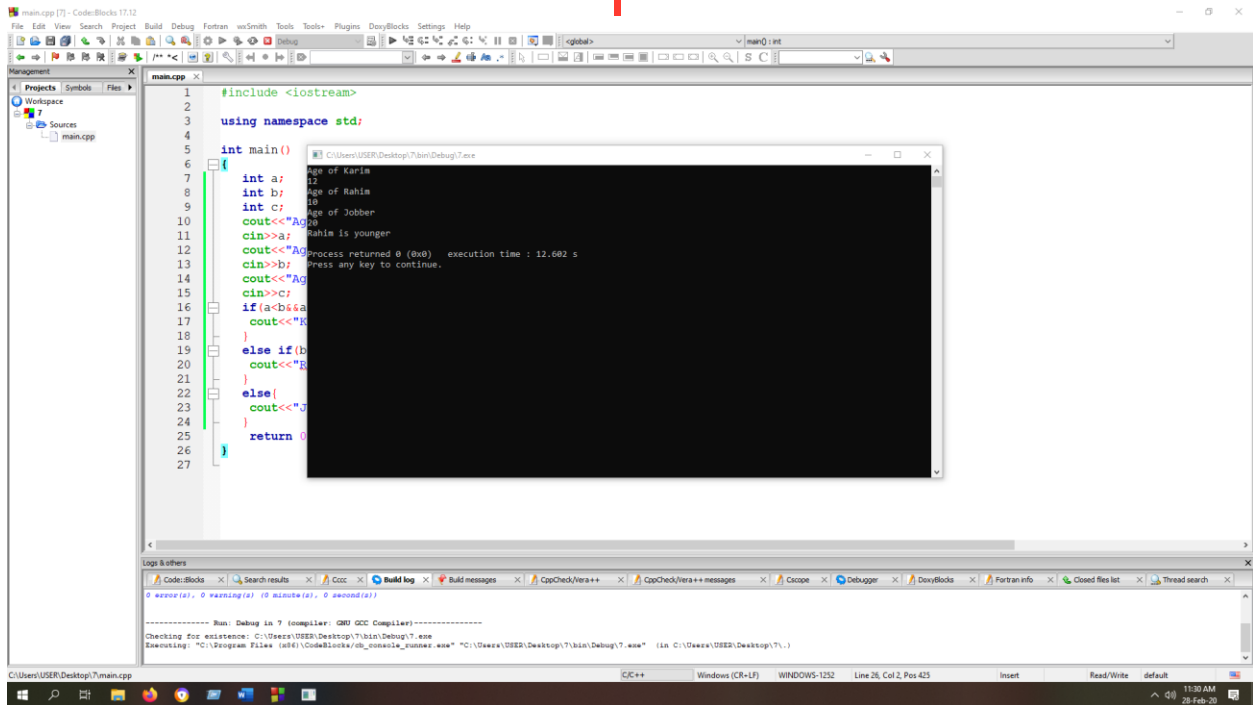 main.cpp [7] - Code::Blocks 17.12
File Edit View Search Project Build Debug Fortran wxSmith Tools Tools+ Plugins DoxyBlocks Settings Help
Debug
<global>
main() : int
/** *<
S C
Management
main.cpp
Projects Symbols Files
Workspace
7
Sources
main.cpp
1 #include <iostream>
2
3 using namespace std;
4
5 int main()
6 {
7 int a;
8 int b;
9 int c;
10 cout<<"Ag
11 cin>>a;
12 cout<<"Ag
13 cin>>b;
14 cout<<"Ag
15 cin>>c;
16 if(a<b&&a
17 cout<<"K
18 }
19 else if(b
20 cout<<"R
21 }
22 else{
23 cout<<"J
24 }
25 return 0
26 }
27
C:\Users\USER\Desktop\7\bin\Debug\7.exe
Age of Karim
12
Age of Rahim
10
Age of Jobber
20
Rahim is younger
Process returned 0 (0x0) execution time : 12.602 s
Press any key to continue.
Logs & others
Code::Blocks Search results Cccc Build log Build messages CppCheck/Vera++ CppCheck/Vera++ messages Cscope Debugger DoxyBlocks Fortran info Closed files list Thread search
0 error(s), 0 warning(s) (0 minute(s), 0 second(s))
-------------- Run: Debug in 7 (compiler: GNU GCC Compiler)---------------
Checking for existence: C:\Users\USER\Desktop\7\bin\Debug\7.exe
Executing: "C:\Program Files (x86)\CodeBlocks/cb_console_runner.exe" "C:\Users\USER\Desktop\7\bin\Debug\7.exe" (in C:\Users\USER\Desktop\7\.)
C:\Users\USER\Desktop\7\main.cpp C/C++ Windows (CR+LF) WINDOWS-1252 Line 26, Col 2, Pos 425 Insert Read/Write default
11:30 AM
28-Feb-20